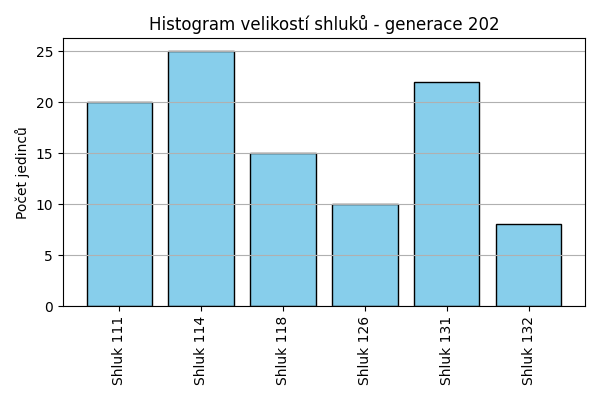 Histogram velikostí shluků - generace 202
Počet jedinců
25
20
15
10
5
0
Shluk 111
Shluk 114
Shluk 118
Shluk 126
Shluk 131
Shluk 132